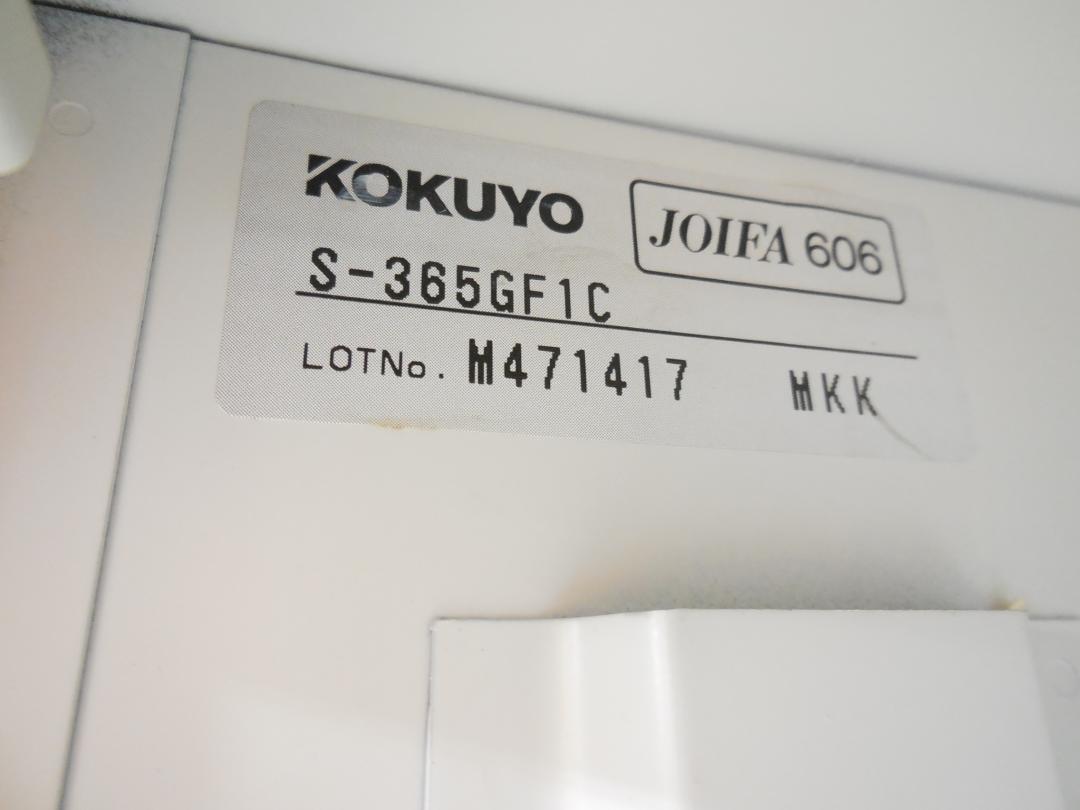 KOKUYO JOIFA 606
S-365GF1C
LOTNo. M471417 MKK